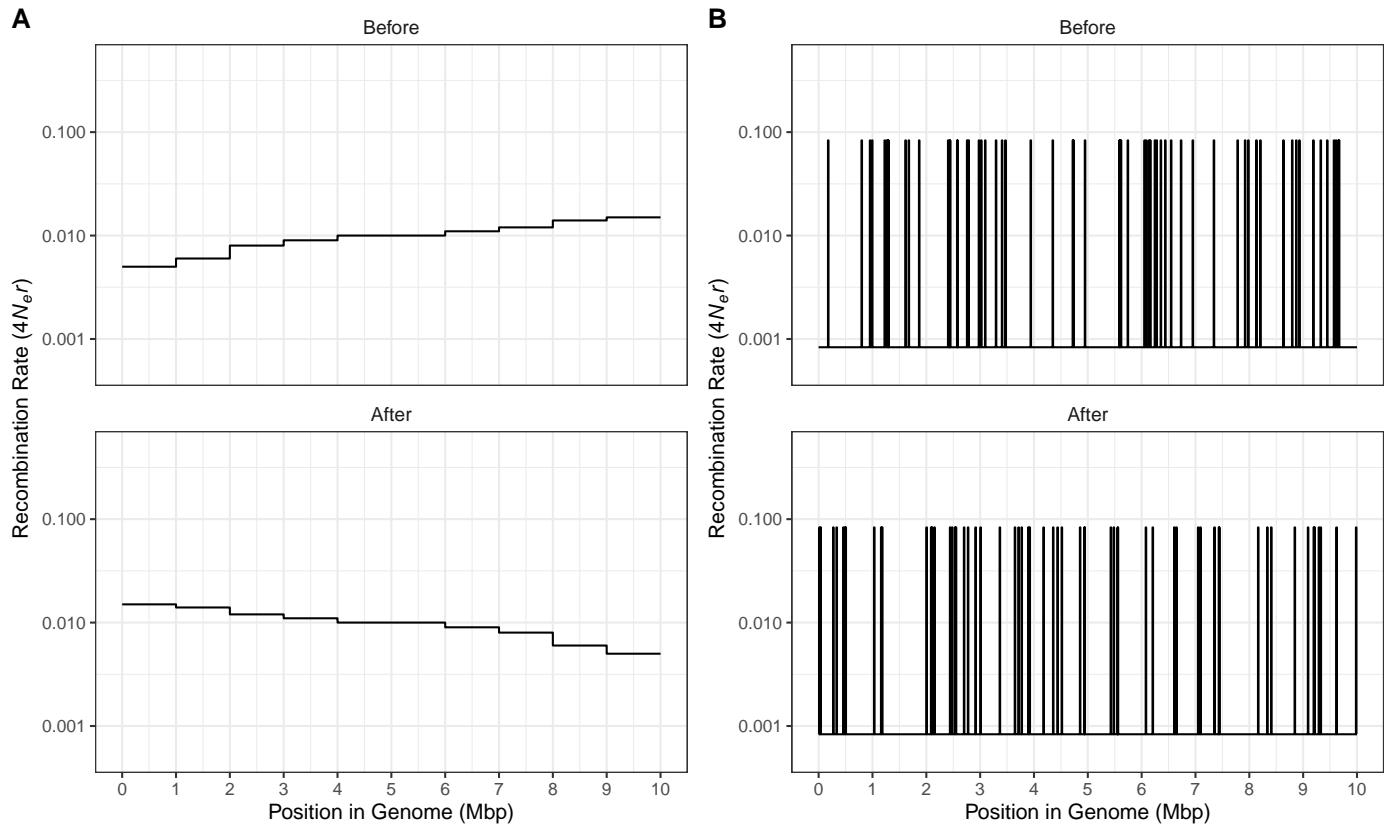 A
Before
0.100
0.010
0.001
After
0.100
0.010
0.001
0 1 2 3 4 5 6 7 8 9 10
Position in Genome (Mbp)
Recombination Rate (4Ner)
B
Before
0.100
0.010
0.001
After
0.100
0.010
0.001
0 1 2 3 4 5 6 7 8 9 10
Position in Genome (Mbp)
Recombination Rate (4Ner)